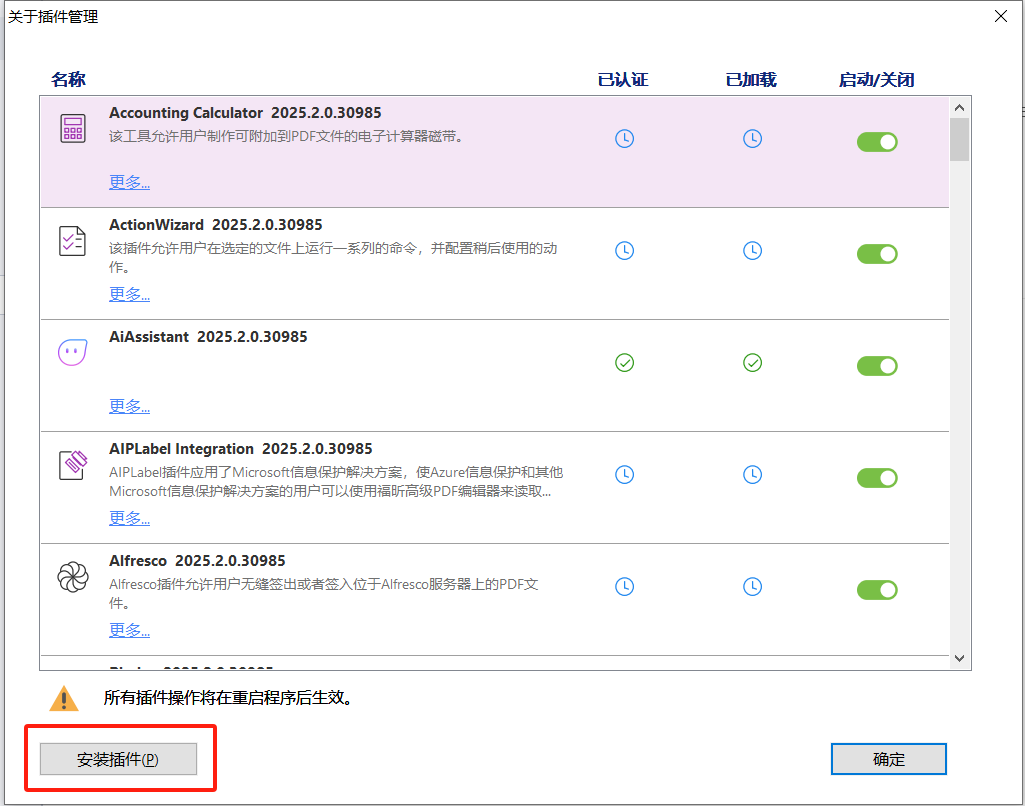 关于插件管理
名称 已认证 已加载 启动/关闭
Accounting Calculator 2025.2.0.30985
该工具允许用户制作可附加到PDF文件的电子计算器磁带。
更多...
ActionWizard 2025.2.0.30985
该插件允许用户在选定的文件上运行一系列的命令，并配置稍后使用的动
作。
更多...
AiAssistant 2025.2.0.30985
更多...
AIPLabel Integration 2025.2.0.30985
AIPLabel插件应用了Microsoft信息保护解决方案，使Azure信息保护和其他
Microsoft信息保护解决方案的用户可以使用福昕高级PDF编辑器来读取...
更多...
Alfresco 2025.2.0.30985
Alfresco插件允许用户无缝签出或者签入位于Alfresco服务器上的PDF文
件。
更多...
所有插件操作将在重启程序后生效。
安装插件(P) 确定